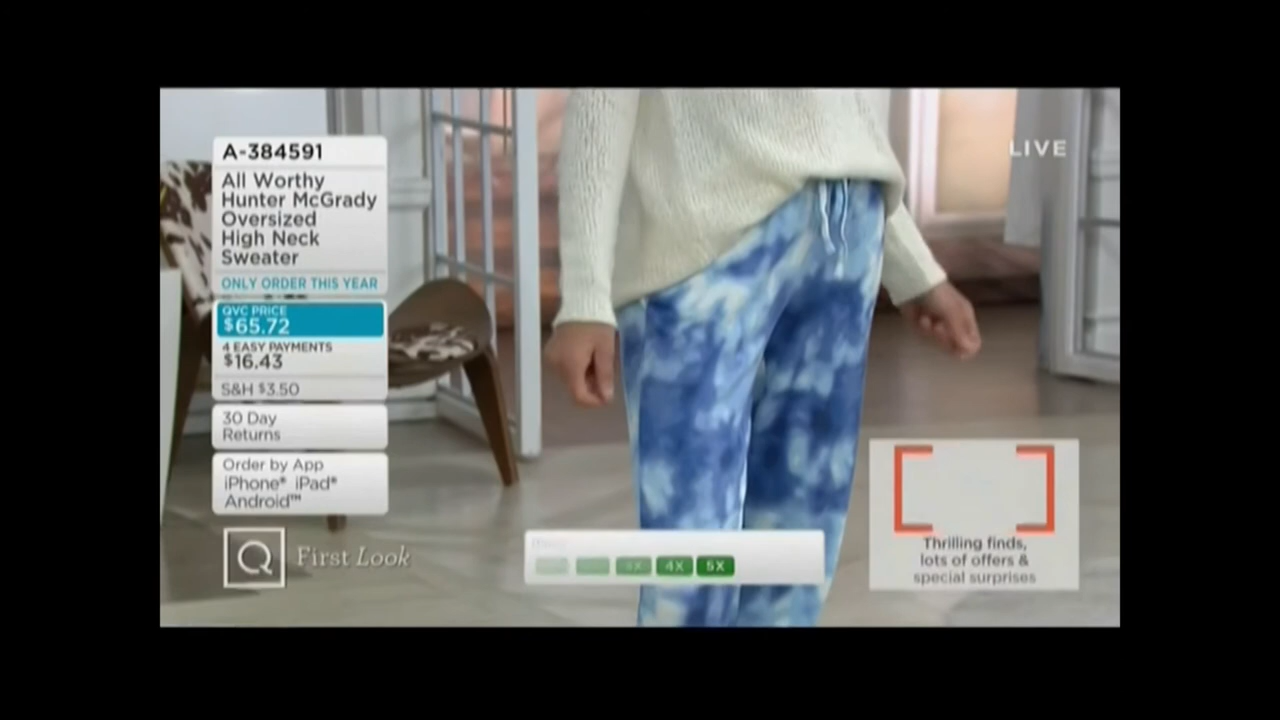 A-384591
All Worthy
Hunter McGrady
Oversized
High Neck
Sweater
ONLY ORDER THIS YEAR
QVC PRICE
$65.72
4 EASY PAYMENTS
$16.43
S&H $3.50
30 Day
Returns
Order by App
iPhone® iPad®
Android™
Q First Look
LIVE
4X 5X
Thrilling finds,
lots of offers &
special surprises